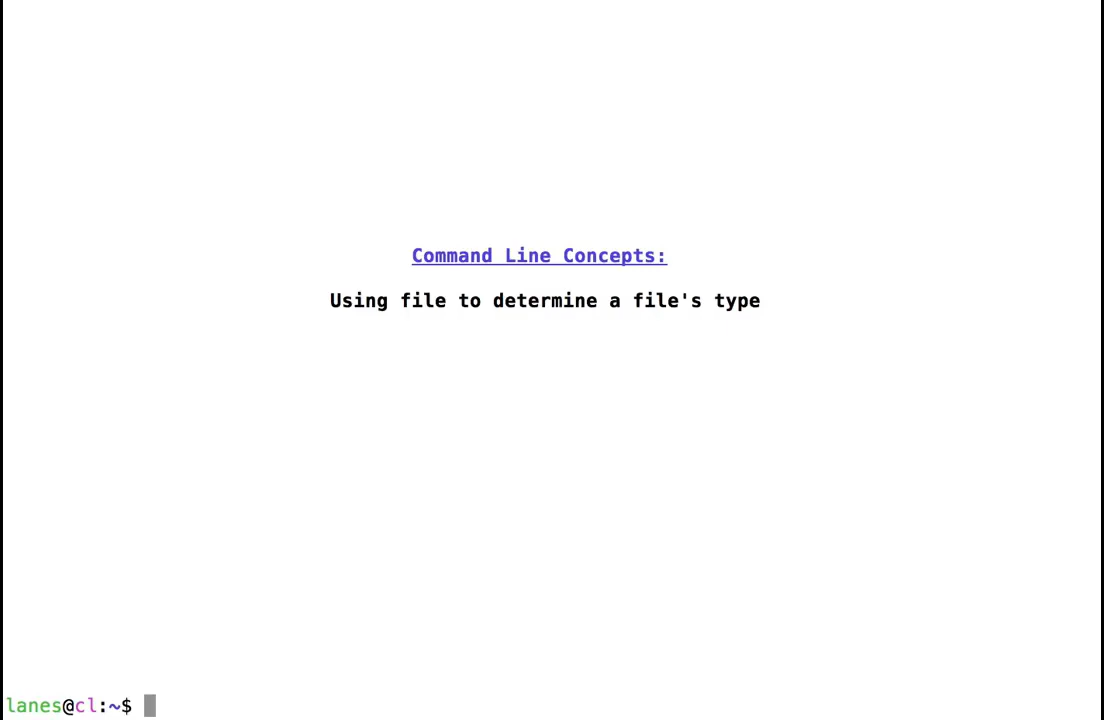 Command Line Concepts:
Using file to determine a file's type
lanes@cl:~$